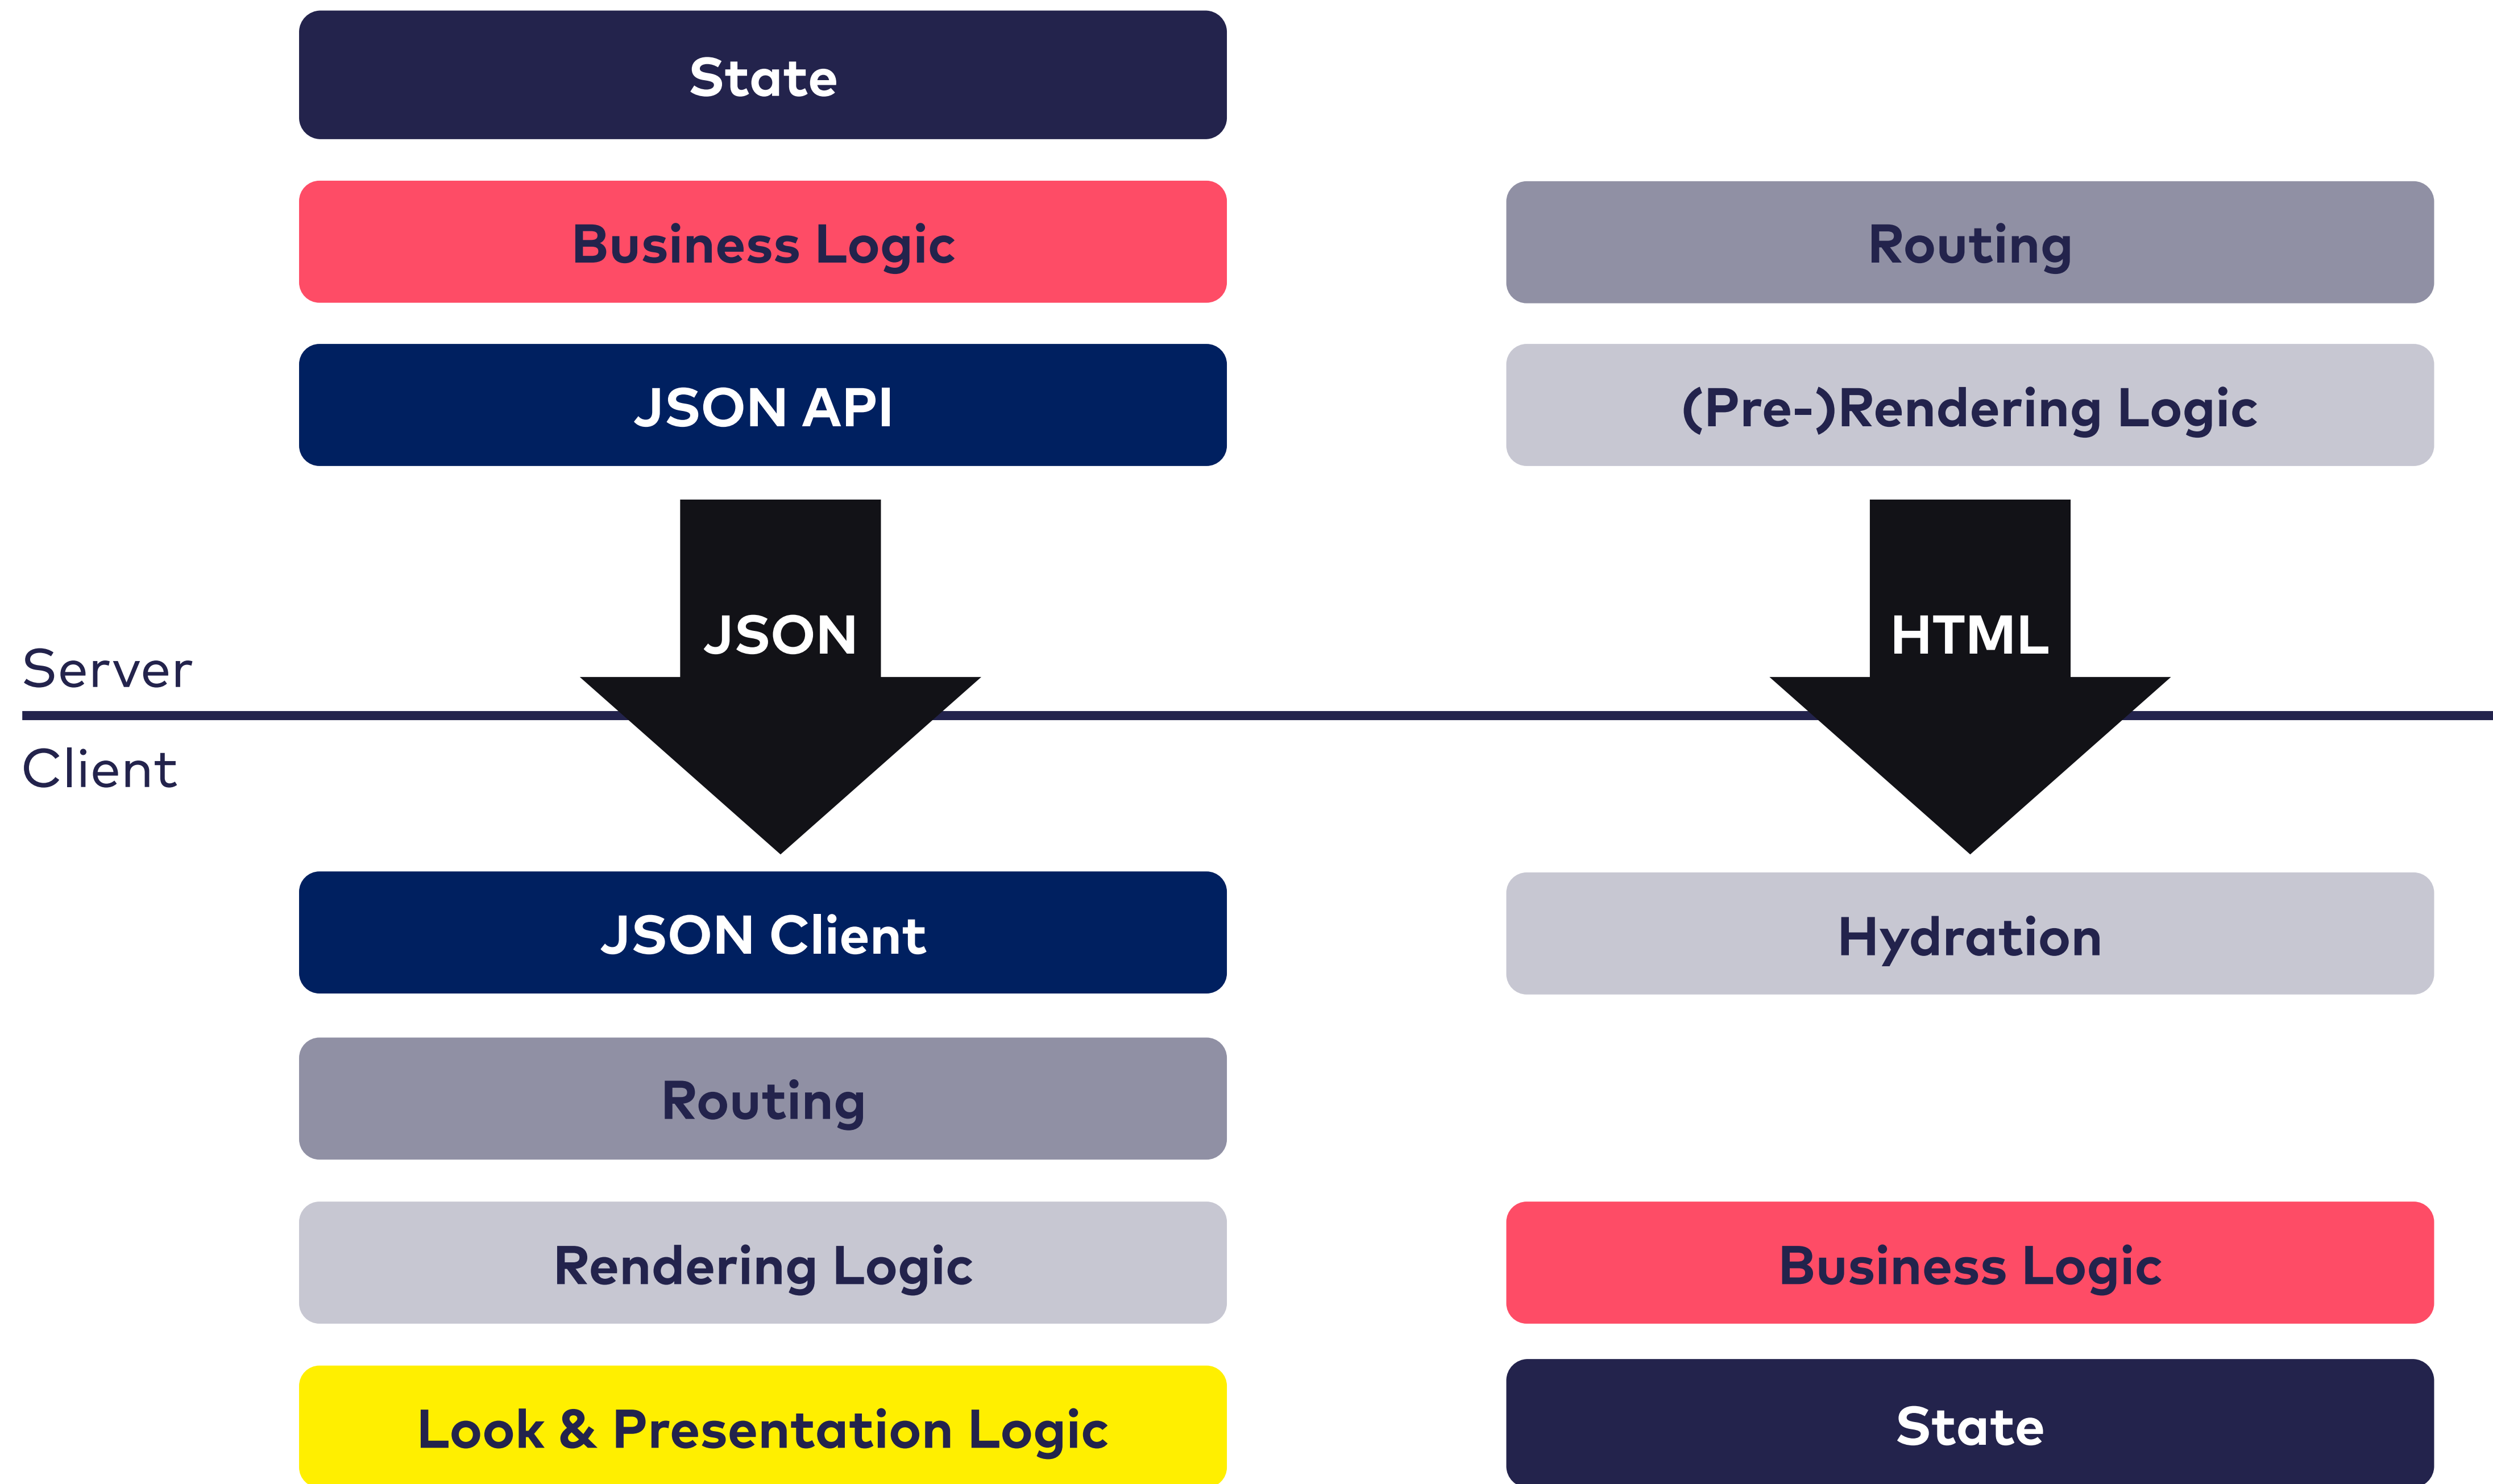 State
Business Logic
Routing
JSON API
(Pre-)Rendering Logic
JSON
HTML
Server
Client
JSON Client
Hydration
Routing
Rendering Logic
Business Logic
Look & Presentation Logic
State